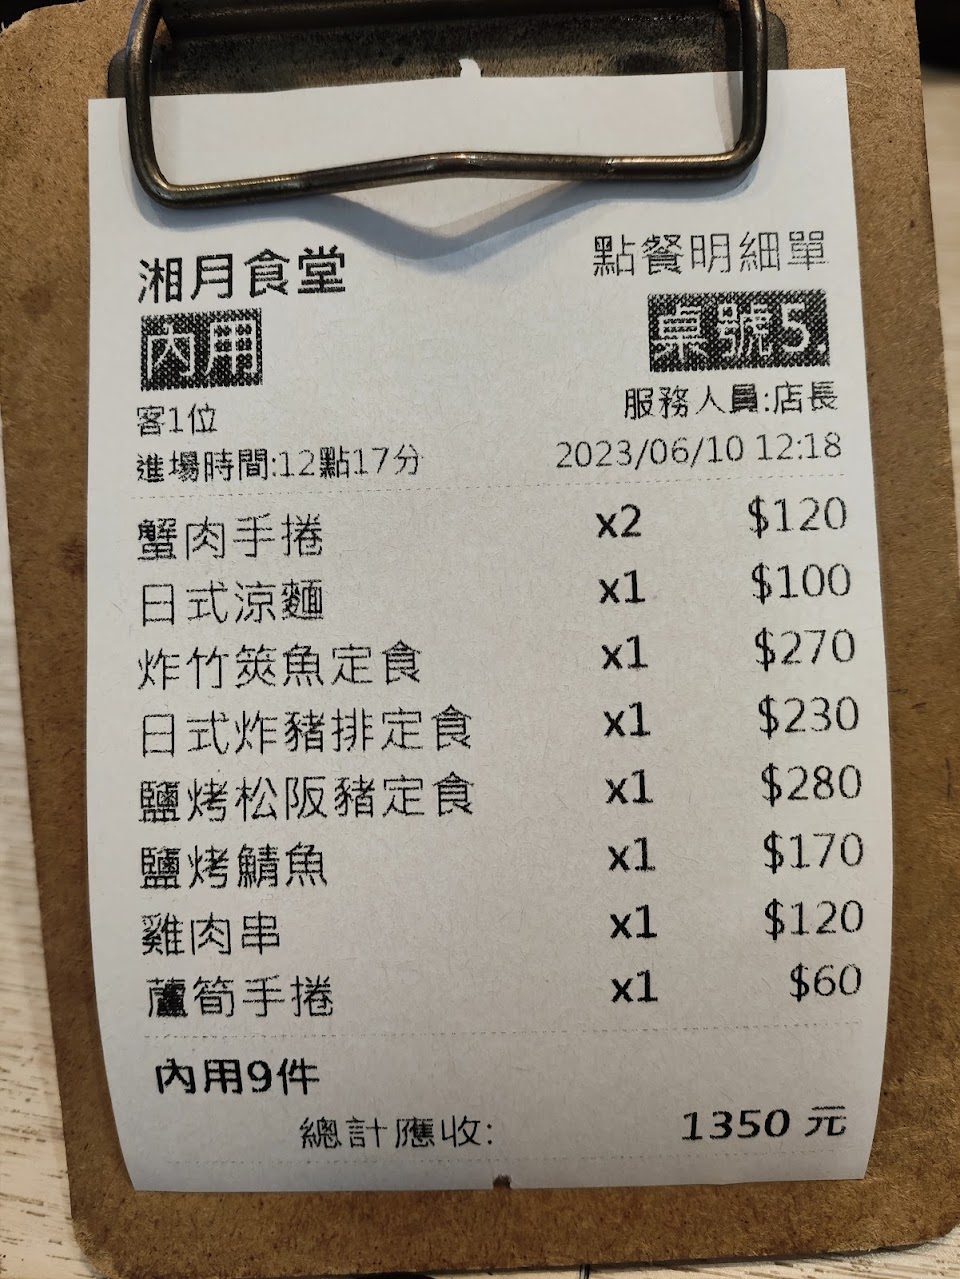 湘月食堂 點餐明細單
內用 桌號5.
客1位 服務人員:店長
進場時間:12點17分 2023/06/10 12:18
蟹肉手捲 x2 $120
日式涼麵 x1 $100
炸竹筴魚定食 x1 $270
日式炸豬排定食 x1 $230
鹽烤松阪豬定食 x1 $280
鹽烤鯖魚 x1 $170
雞肉串 x1 $120
蘆筍手捲 x1 $60
內用9件
總計應收: 1350 元